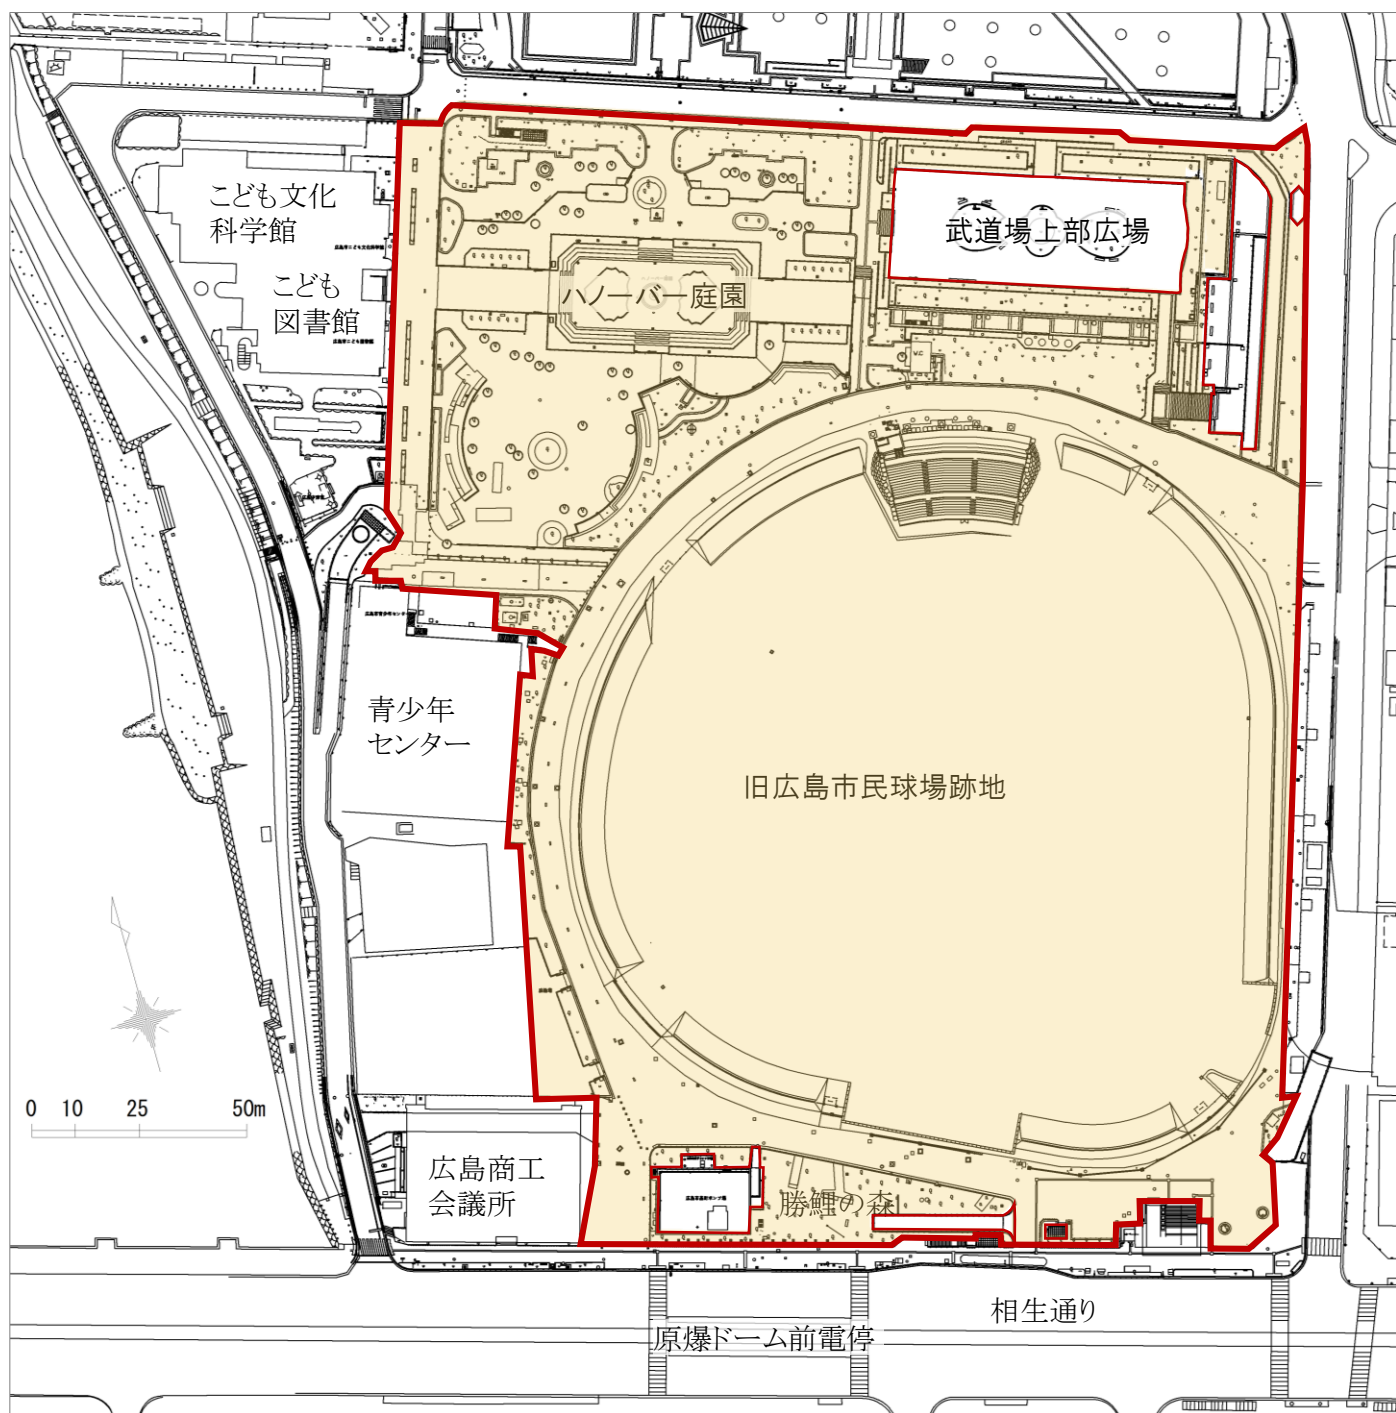 こども文化
科学館
武道場上部広場
こども
図書館
ハノーバー庭園
W.C
青少年
センター
旧広島市民球場跡地
0 10 25 50m
広島商工
会議所
勝鯉の森
相生通り
原爆ドーム前電停